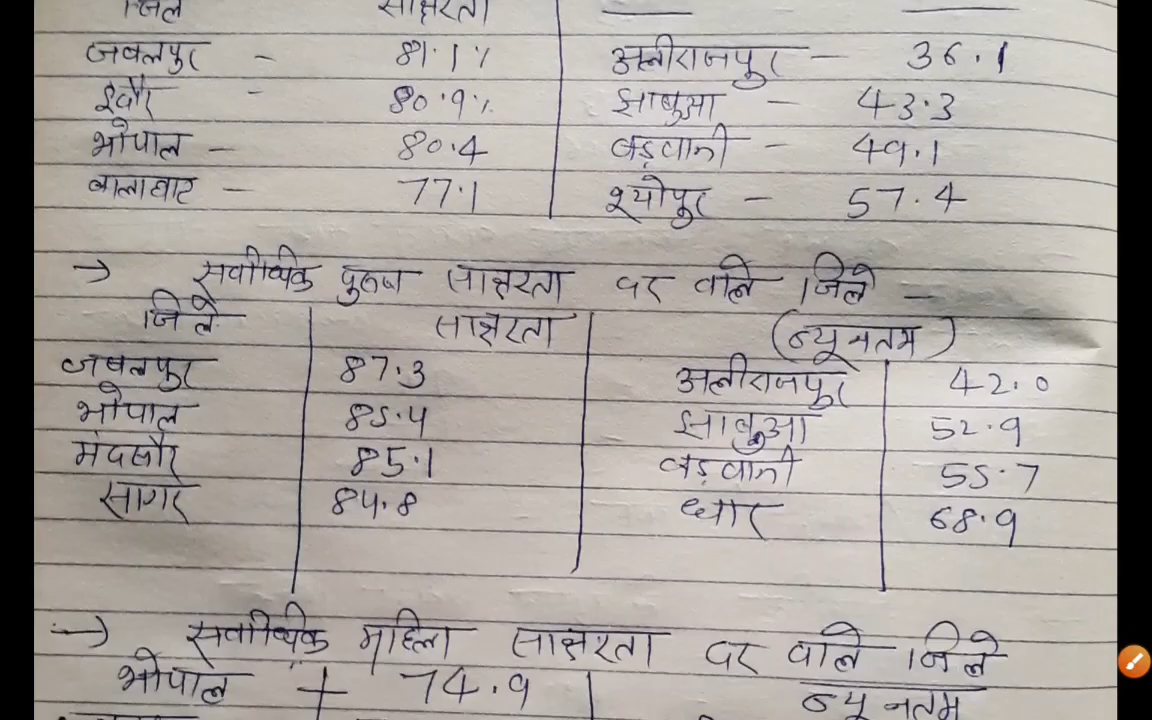 जिले साक्षरता
जबलपुर - 81.1% अलीराजपुर - 36.1
इंदौर - 80.9% झाबुआ - 43.3
भोपाल - 80.4 बड़वानी - 49.1
बालाघाट - 77.1 श्योपुर - 57.4
→ सर्वाधिक पुरुष साक्षरता दर वाले जिले -
जिले साक्षरता (न्यूनतम)
जबलपुर 87.3 अलीराजपुर 42.0
भोपाल 85.4 झाबुआ 52.9
मंदसौर 85.1 बड़वानी 55.7
सागर 84.8 धार 68.9
→ सर्वाधिक महिला साक्षरता दर वाले जिले
भोपाल - 74.9 न्यूनतम